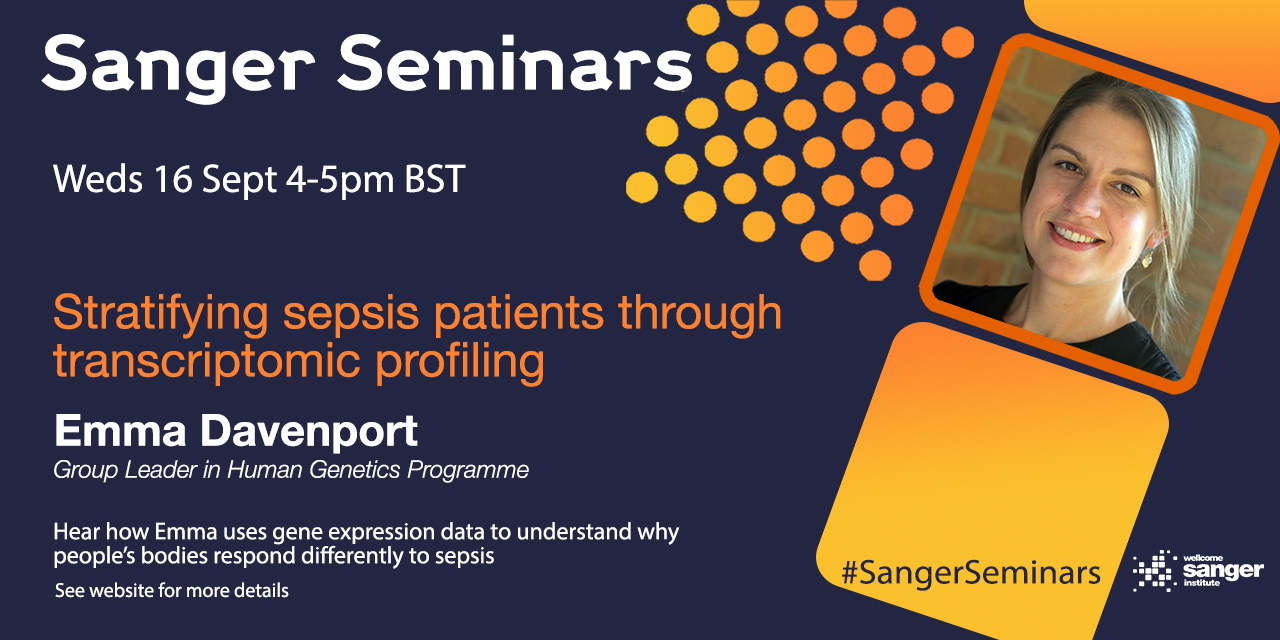 Sanger Seminars
Weds 16 Sept 4-5pm BST
Stratifying sepsis patients through
transcriptomic profiling
Emma Davenport
Group Leader in Human Genetics Programme
Hear how Emma uses gene expression data to understand why
people’s bodies respond differently to sepsis
See website for more details
#SangerSeminars
wellcome
sanger
institute